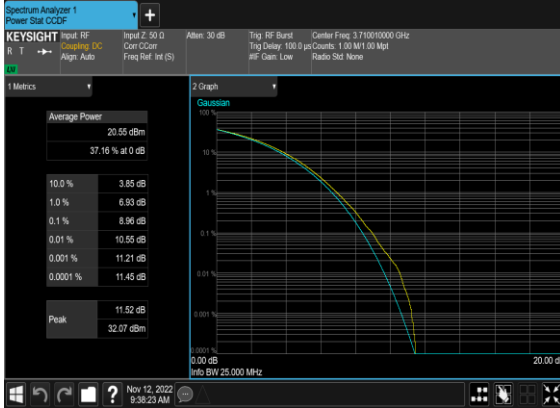 Spectrum Analyzer 1
Power Stat CCDF
+
KEYSIGHT Input: RF Input Z: 50 Ω Atten: 30 dB Trig: RF Burst Center Freq: 3.710010000 GHz
R T Coupling: DC Corr CCorr Trig Delay: 100.0 µs Counts: 1.00 M/1.00 Mpt
Align: Auto Freq Ref: Int (S) #IF Gain: Low Radio Std: None
1 Metrics
2 Graph
Average Power
20.55 dBm
37.16 % at 0 dB
10.0 % 3.85 dB
1.0 % 6.93 dB
0.1 % 8.96 dB
0.01 % 10.55 dB
0.001 % 11.21 dB
0.0001 % 11.45 dB
Peak
11.52 dB
32.07 dBm
Gaussian
100 %
10 %
1 %
0.1 %
0.01 %
0.001 %
0.0001 %
0.00 dB 20.00 d
Info BW 25.000 MHz
? Nov 12, 2022
9:38:23 AM